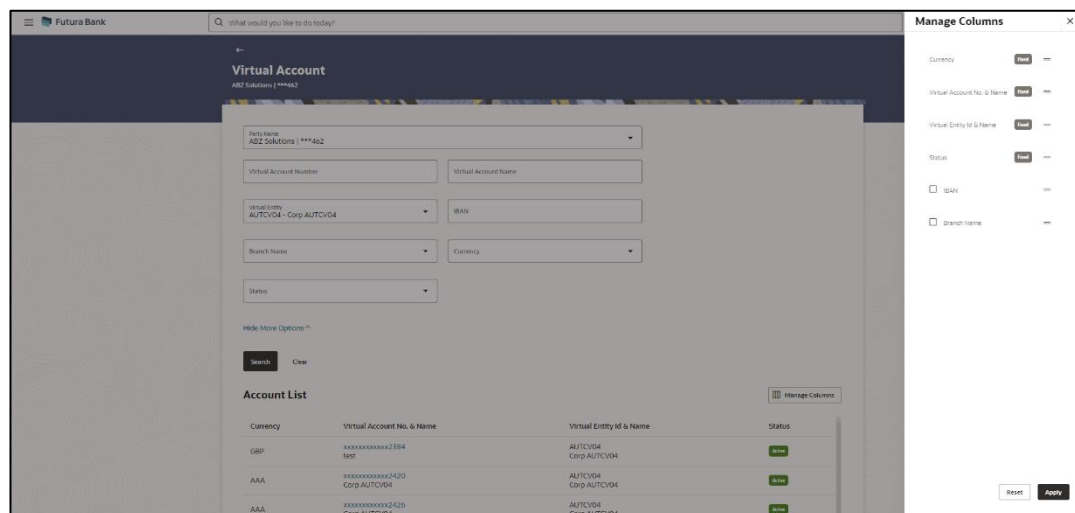 Futura Bank
What would you like to do today?
Virtual Account
ABZ Solutions | ***462
Party Name
ABZ Solutions | ***462
Virtual Account Number
Virtual Account Name
Virtual Entity
AUTCV04 - Corp AUTCV04
IBAN
Branch Name
Currency
Status
Hide More Options
Search
Clear
Account List
Manage Columns
Currency
Virtual Account No. & Name
Virtual Entity Id & Name
Status
GBP
xxxxxxxxxxxx2384
test
AUTCV04
Corp AUTCV04
Active
AAA
xxxxxxxxxxxx2420
Corp AUTCV04
AUTCV04
Corp AUTCV04
Active
AAA
xxxxxxxxxxxx2426
Corp AUTCV04
AUTCV04
Corp AUTCV04
Active
Manage Columns
Currency
Fixed
Virtual Account No. & Name
Fixed
Virtual Entity Id & Name
Fixed
Status
Fixed
IBAN
Branch Name
Reset
Apply